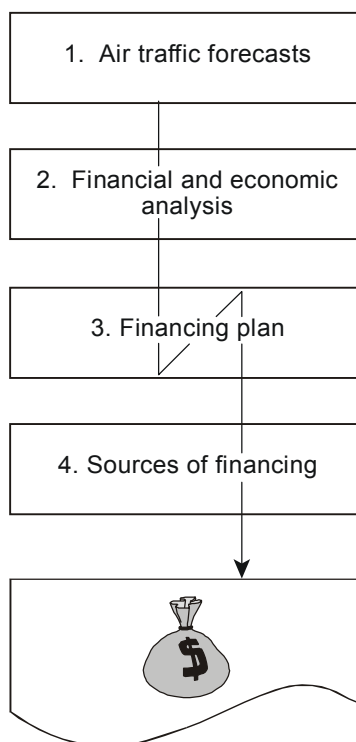 1. Air traffic forecasts
2. Financial and economic
analysis
3. Financing plan
4. Sources of financing
$